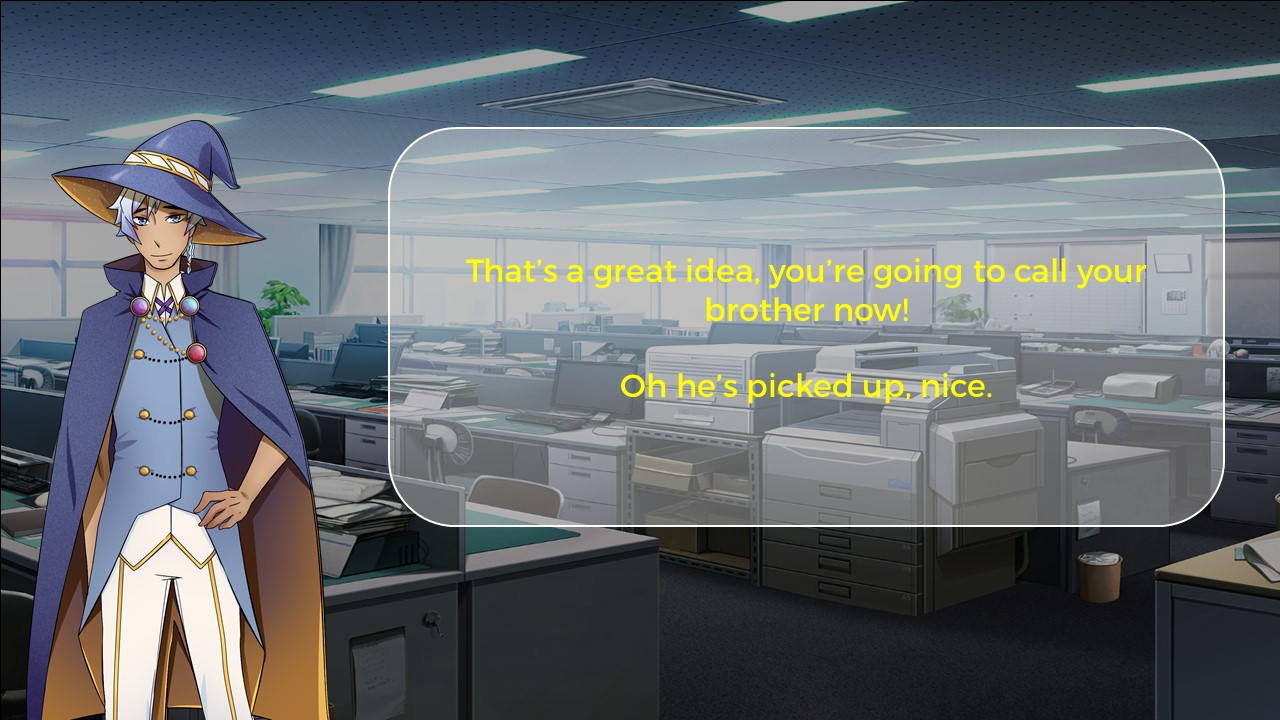 That’s a great idea, you’re going to call your
brother now!
Oh he’s picked up, nice.